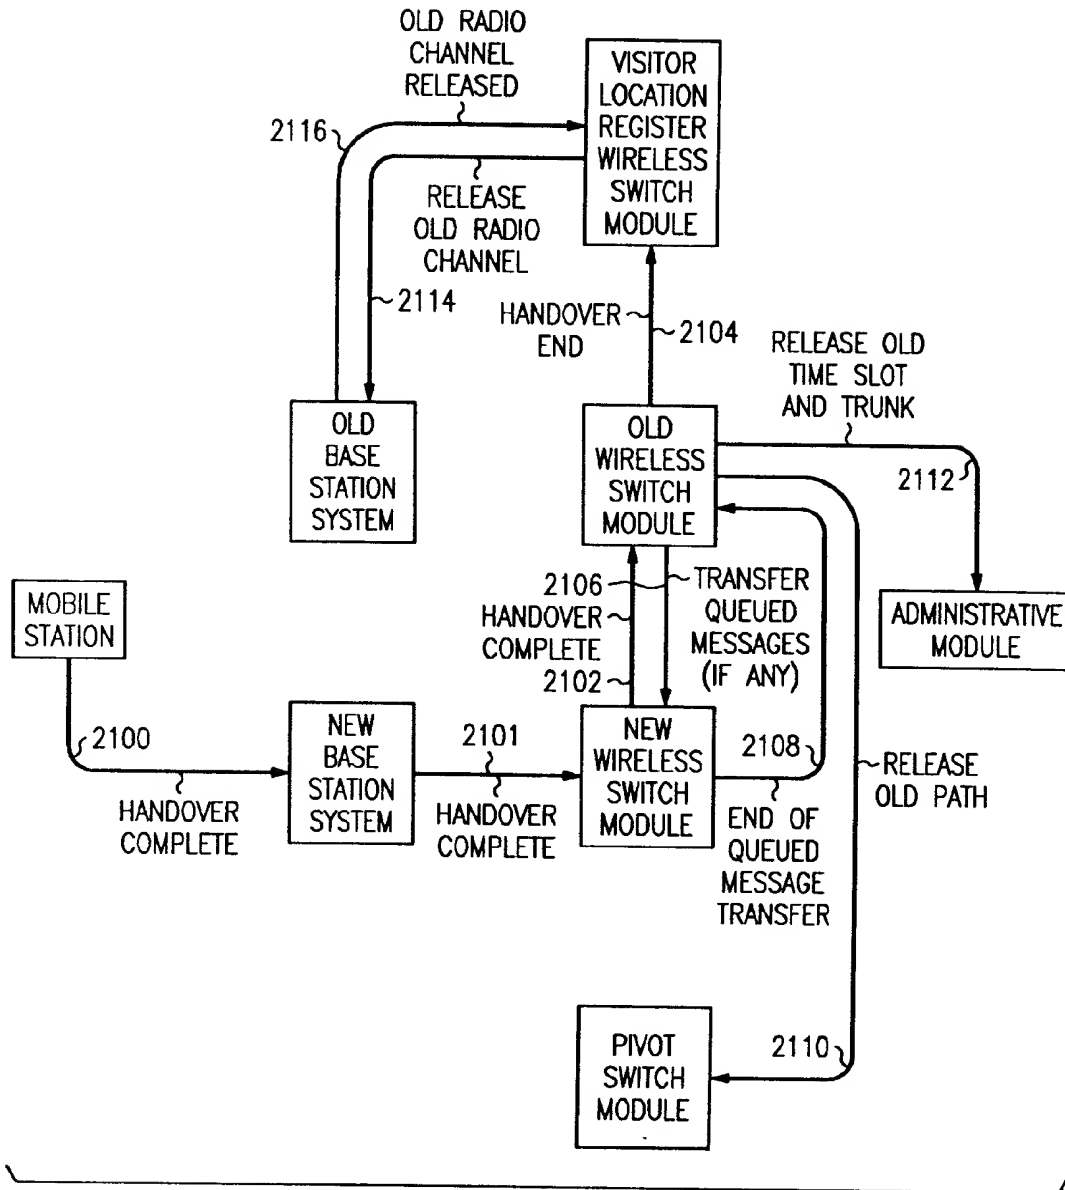 OLD RADIO
CHANNEL
RELEASED
2116
VISITOR
LOCATION
REGISTER
WIRELESS
SWITCH
MODULE
RELEASE
OLD RADIO
CHANNEL
2114
HANDOVER
END
2104
RELEASE OLD
TIME SLOT
AND TRUNK
2112
OLD
BASE
STATION
SYSTEM
OLD
WIRELESS
SWITCH
MODULE
2106
TRANSFER
QUEUED
MESSAGES
(IF ANY)
HANDOVER
COMPLETE
2102
ADMINISTRATIVE
MODULE
MOBILE
STATION
2100
HANDOVER
COMPLETE
NEW
BASE
STATION
SYSTEM
2101
HANDOVER
COMPLETE
NEW
WIRELESS
SWITCH
MODULE
2108
END OF
QUEUED
MESSAGE
TRANSFER
RELEASE
OLD PATH
PIVOT
SWITCH
MODULE
2110